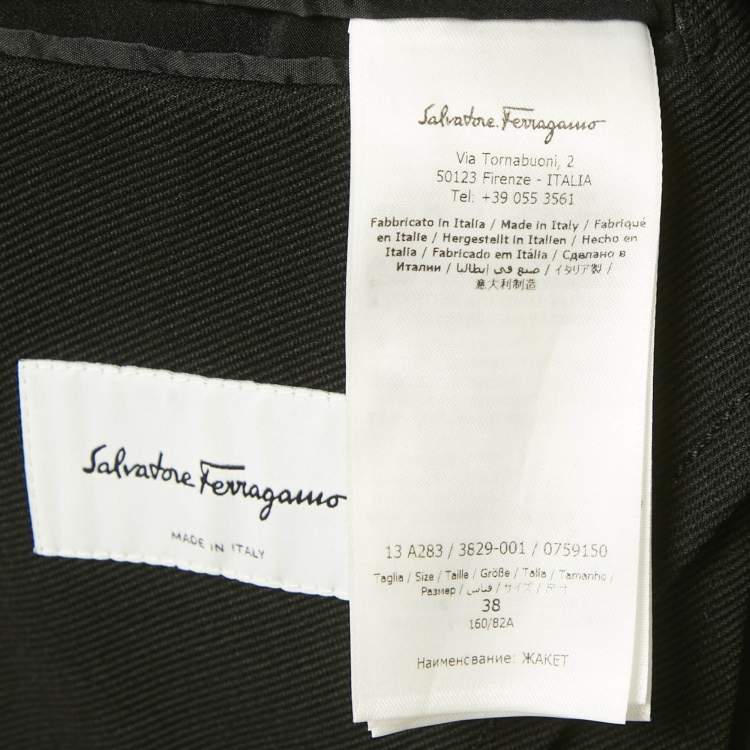 Salvatore Ferragamo
Via Tornabuoni, 2
50123 Firenze - ITALIA
Tel: +39 055 3561
Fabbricato in Italia / Made in Italy / Fabriqué
en Italie / Hergestellt in Italien / Hecho en
Italia / Fabricado em Itália / Сделано в
Италии / صنع في إيطاليا / イタリア製 /
意大利制造
Salvatore Ferragamo
MADE IN ITALY
13 A283 / 3829-001 / 0759150
Taglia / Size / Taille / Größe / Talla / Tamanho /
Размер / قياس / サイズ / 尺寸
38
160/82A
Наименсвание: ЖАКЕТ